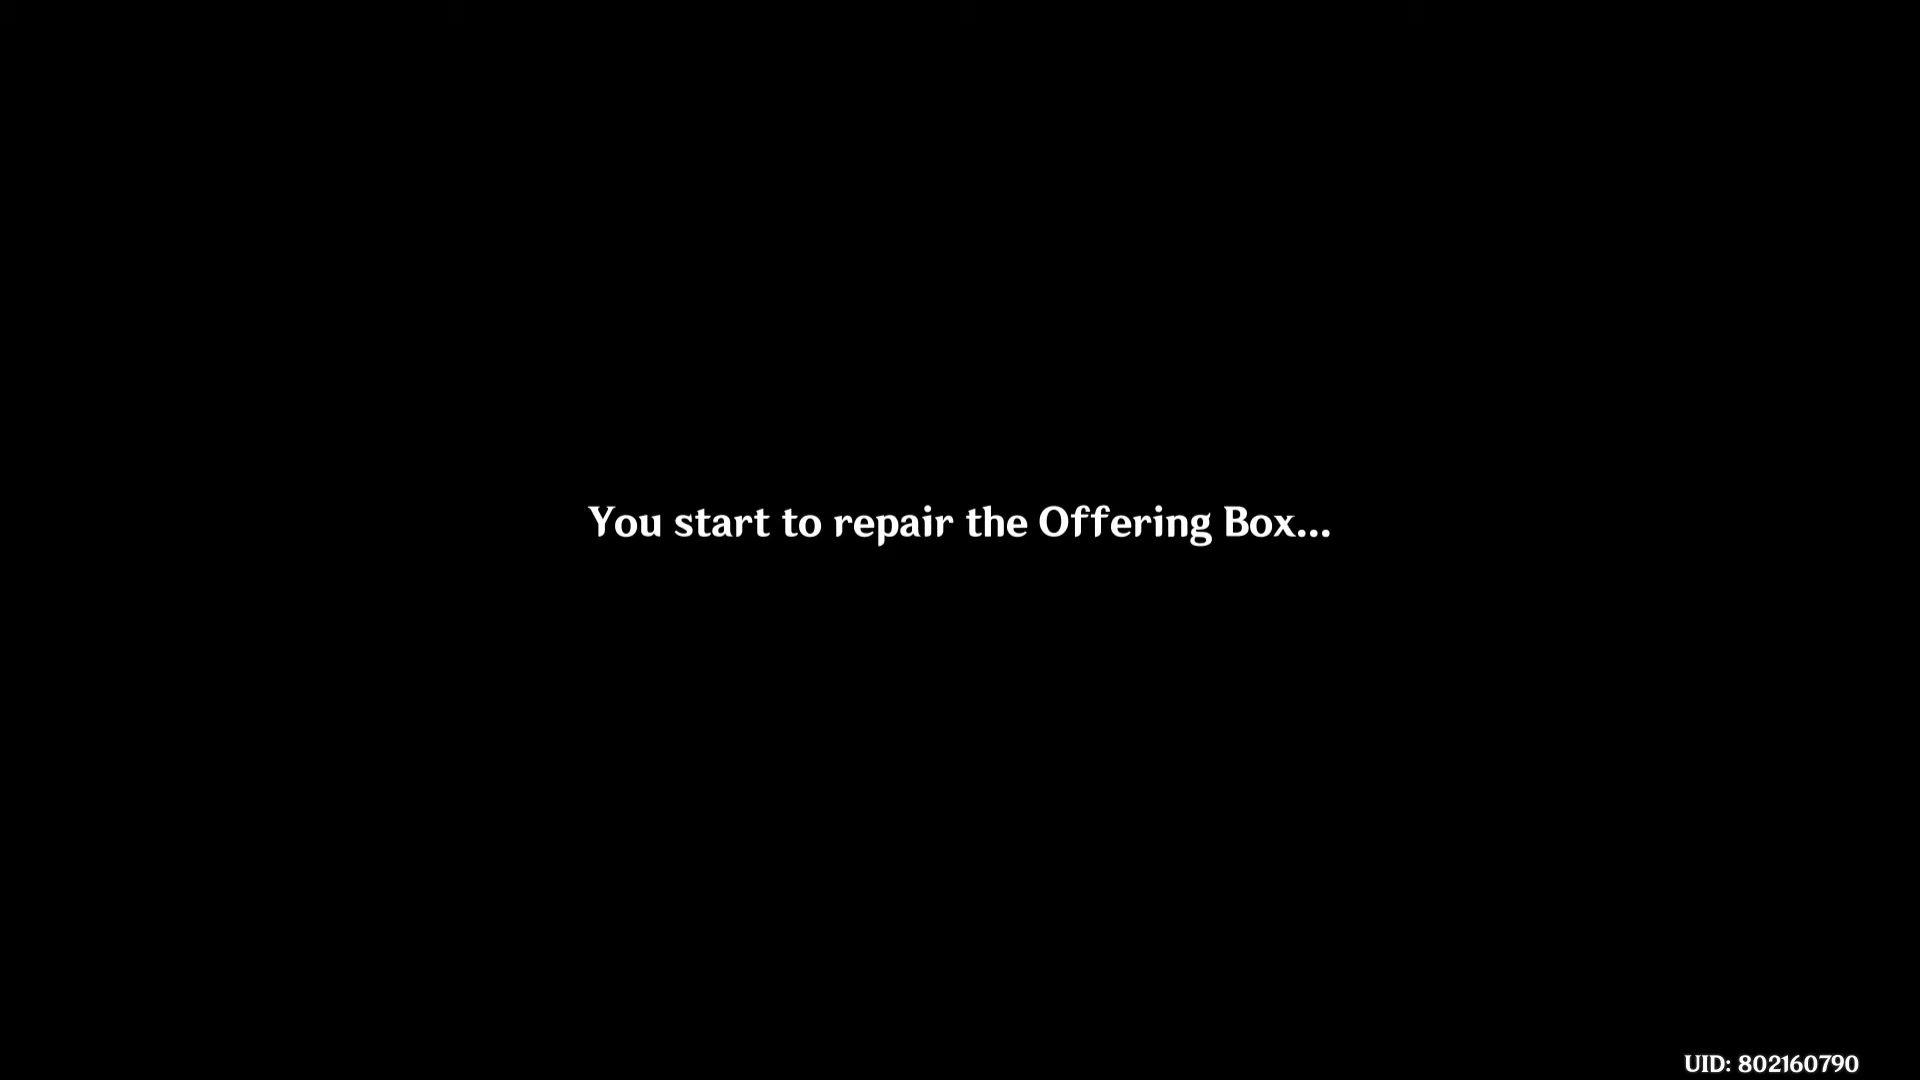 You start to repair the Offering Box...
UID: 802160790